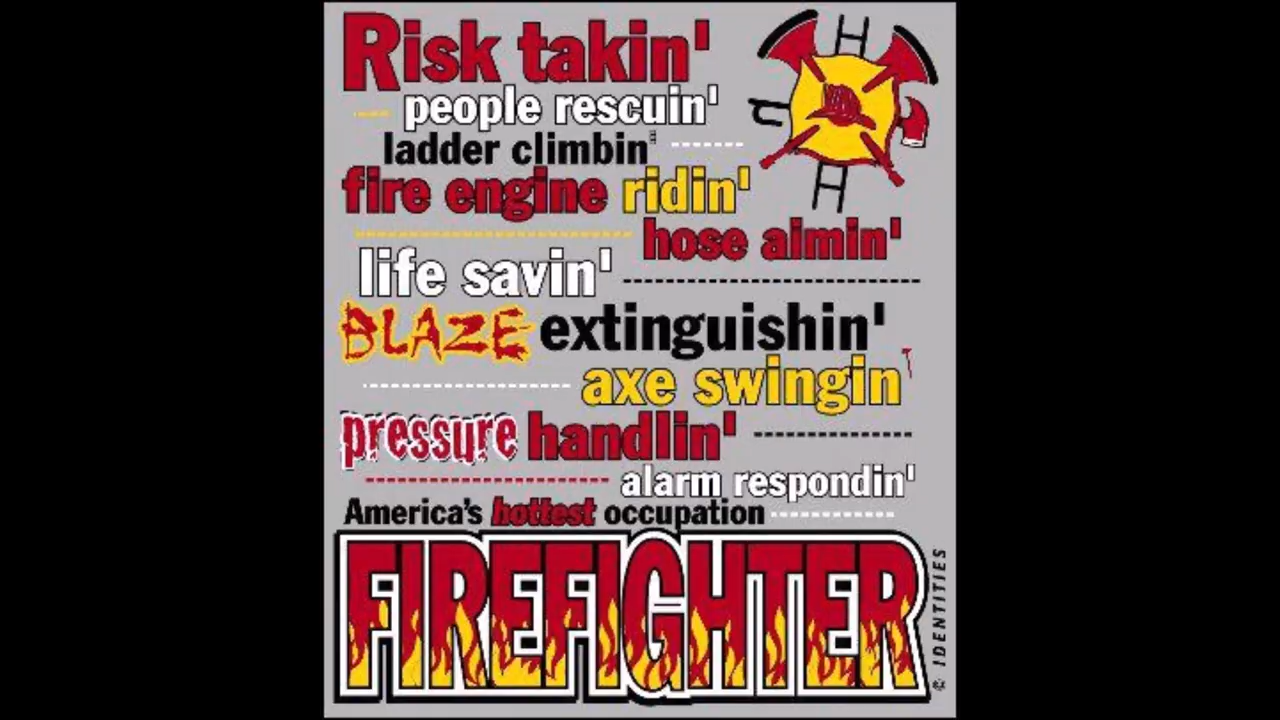 Risk takin'
people rescuin'
ladder climbin'
fire engine ridin'
hose aimin'
life savin'
BLAZE extinguishin'
axe swingin'
pressure handlin'
alarm respondin'
America's hottest occupation
FIREFIGHTER
© IDENTITIES